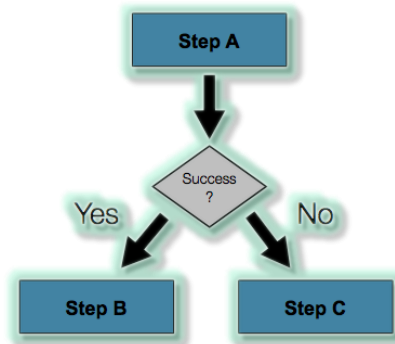 Step A
Success
?
Yes
No
Step B
Step C